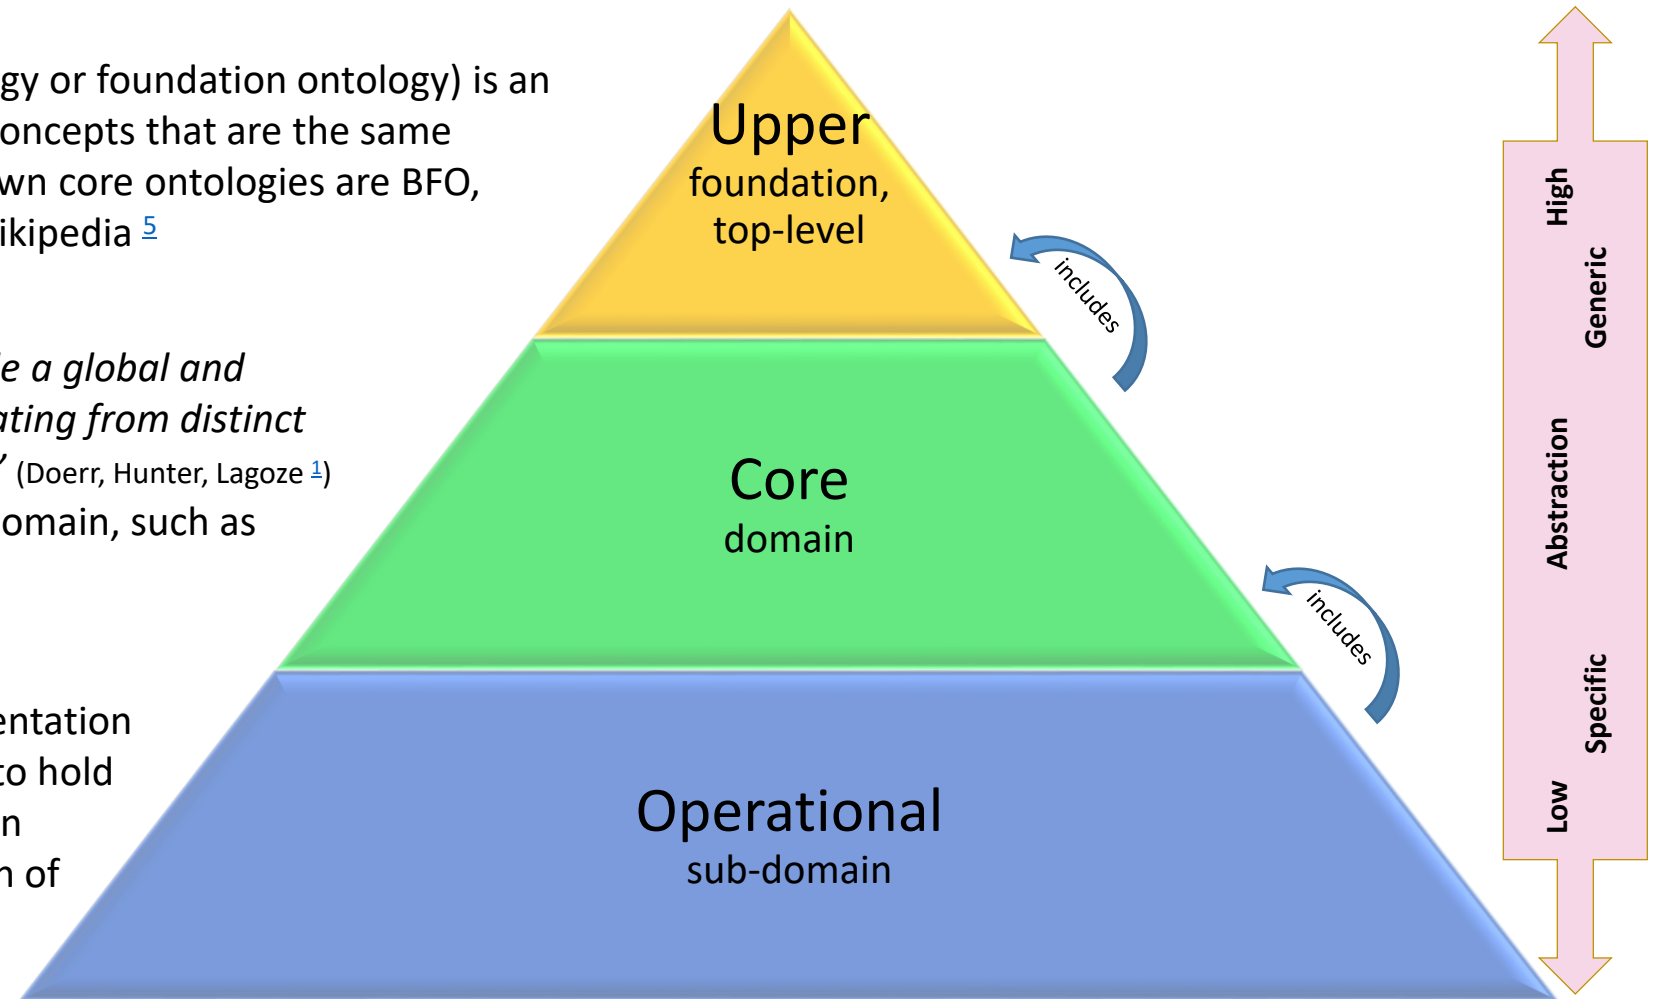 gy or foundation ontology) is an
oncepts that are the same
wn core ontologies are BFO,
ikipedia 5
e a global and
ating from distinct
” (Doerr, Hunter, Lagoze 1)
omain, such as
entation
to hold
n
n of
Upper
foundation,
top-level
includes
Core
domain
includes
Operational
sub-domain
High
Generic
Abstraction
Specific
Low